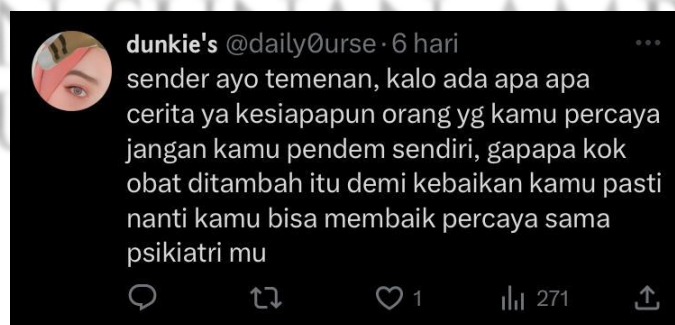 dunkie's @daily0urse · 6 hari
sender ayo temenan, kalo ada apa apa
cerita ya kesiapapun orang yg kamu percaya
jangan kamu pendem sendiri, gapapa kok
obat ditambah itu demi kebaikan kamu pasti
nanti kamu bisa membaik percaya sama
psikiatri mu
1 271